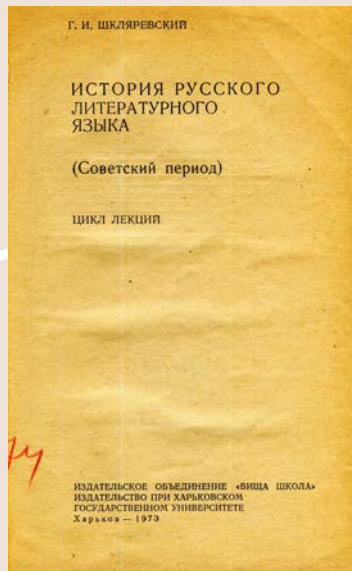 Г. И. ШКЛЯРЕВСКИЙ
ИСТОРИЯ РУССКОГО
ЛИТЕРАТУРНОГО
ЯЗЫКА
(Советский период)
ЦИКЛ ЛЕКЦИЙ
ИЗДАТЕЛЬСКОЕ ОБЪЕДИНЕНИЕ «ВИЩА ШКОЛА»
ИЗДАТЕЛЬСТВО ПРИ ХАРЬКОВСКОМ
ГОСУДАРСТВЕННОМ УНИВЕРСИТЕТЕ
Харьков — 1973